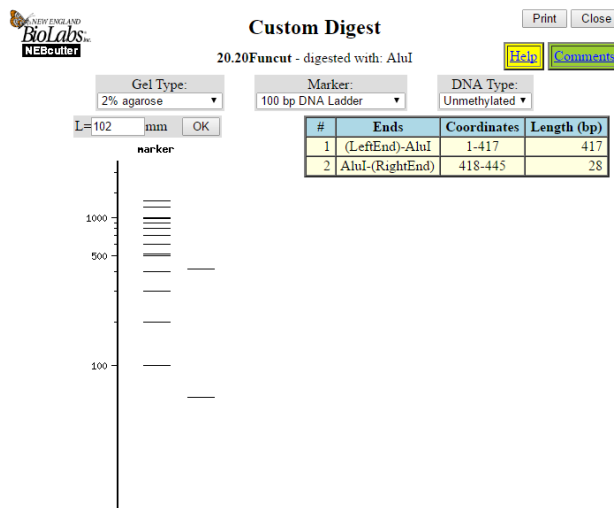 NEW ENGLAND
BioLabs Inc.
NEBcutter
Custom Digest
Print Close
20.20Funcut - digested with: AluI
Help Comments
Gel Type: Marker: DNA Type:
2% agarose 100 bp DNA Ladder Unmethylated
L= 102 mm OK
# Ends Coordinates Length (bp)
1 (LeftEnd)-AluI 1-417 417
2 AluI-(RightEnd) 418-445 28
marker
1000
500
100